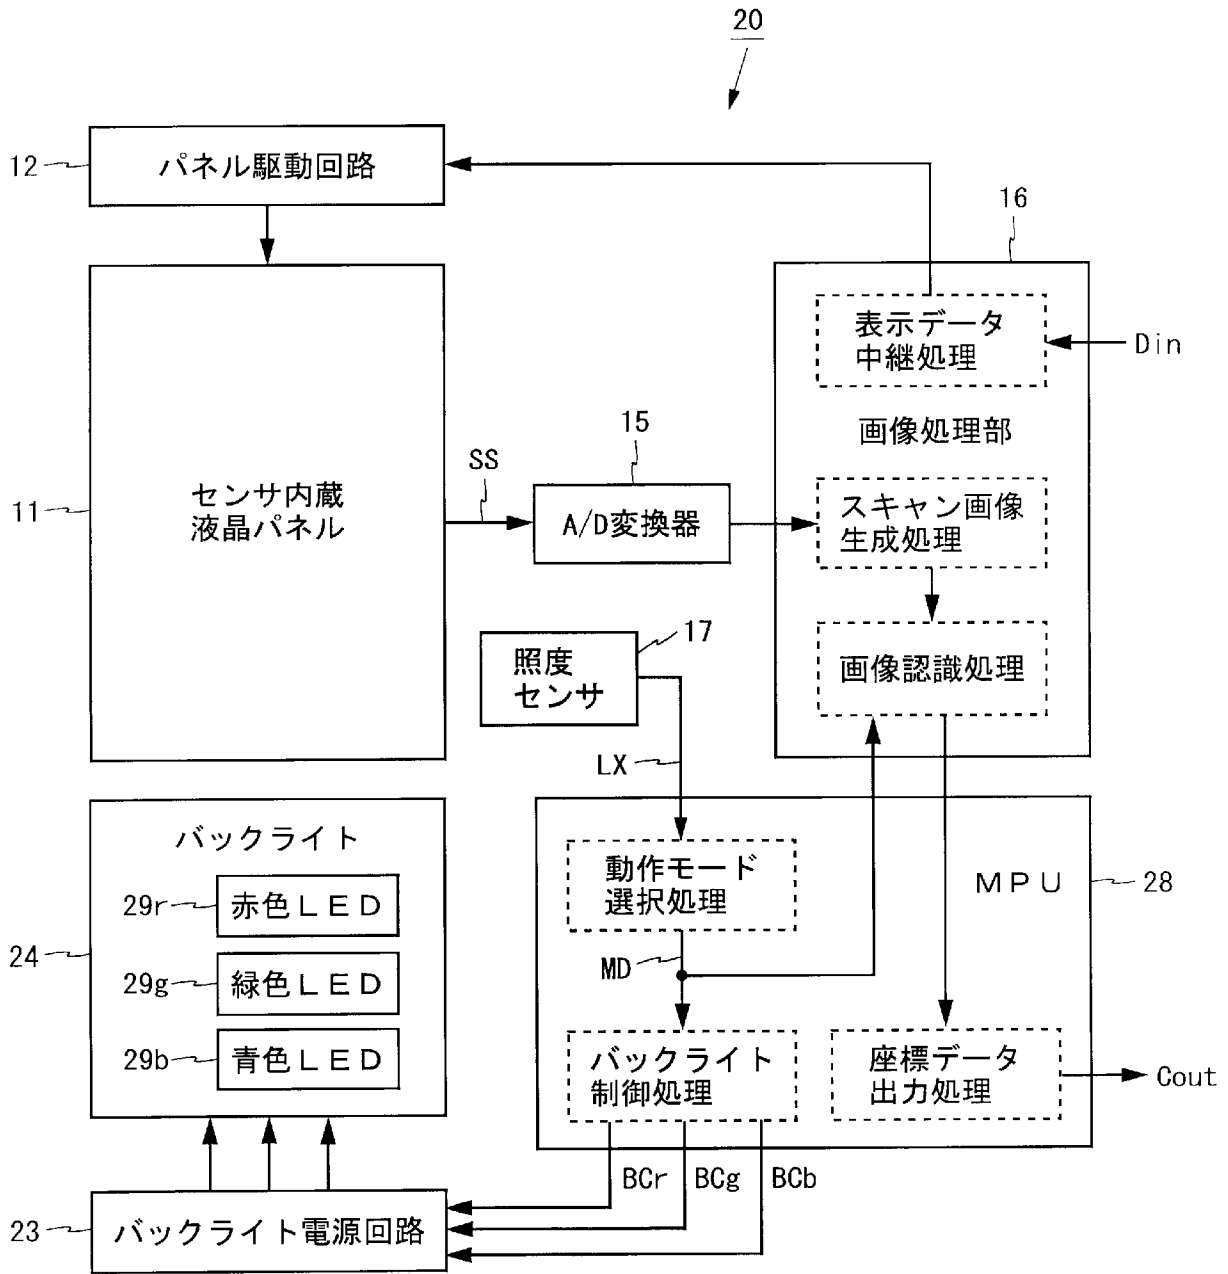 20
12
パネル駆動回路
16
表示データ
中継処理
Din
画像処理部
15
SS
11
センサ内蔵
液晶パネル
A/D変換器
スキャン画像
生成処理
17
照度
センサ
画像認識処理
LX
バックライト
動作モード
選択処理
MPU
28
29r
赤色LED
24
29g
緑色LED
MD
29b
青色LED
バックライト
制御処理
座標データ
出力処理
Cout
BCr
BCg
BCb
23
バックライト電源回路